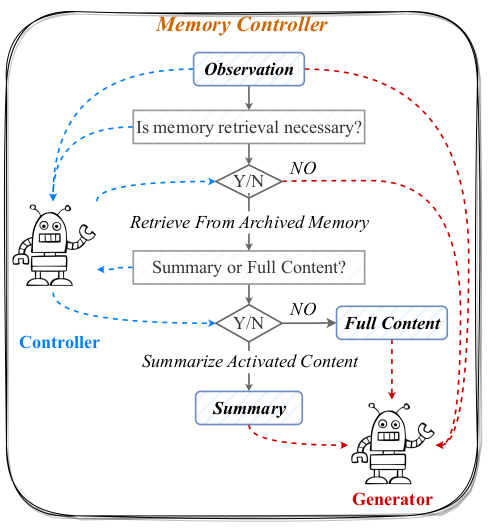 Memory Controller
Observation
Is memory retrieval necessary?
Y/N
NO
Retrieve From Archived Memory
Summary or Full Content?
Y/N
NO
Full Content
Controller
Summarize Activated Content
Summary
Generator